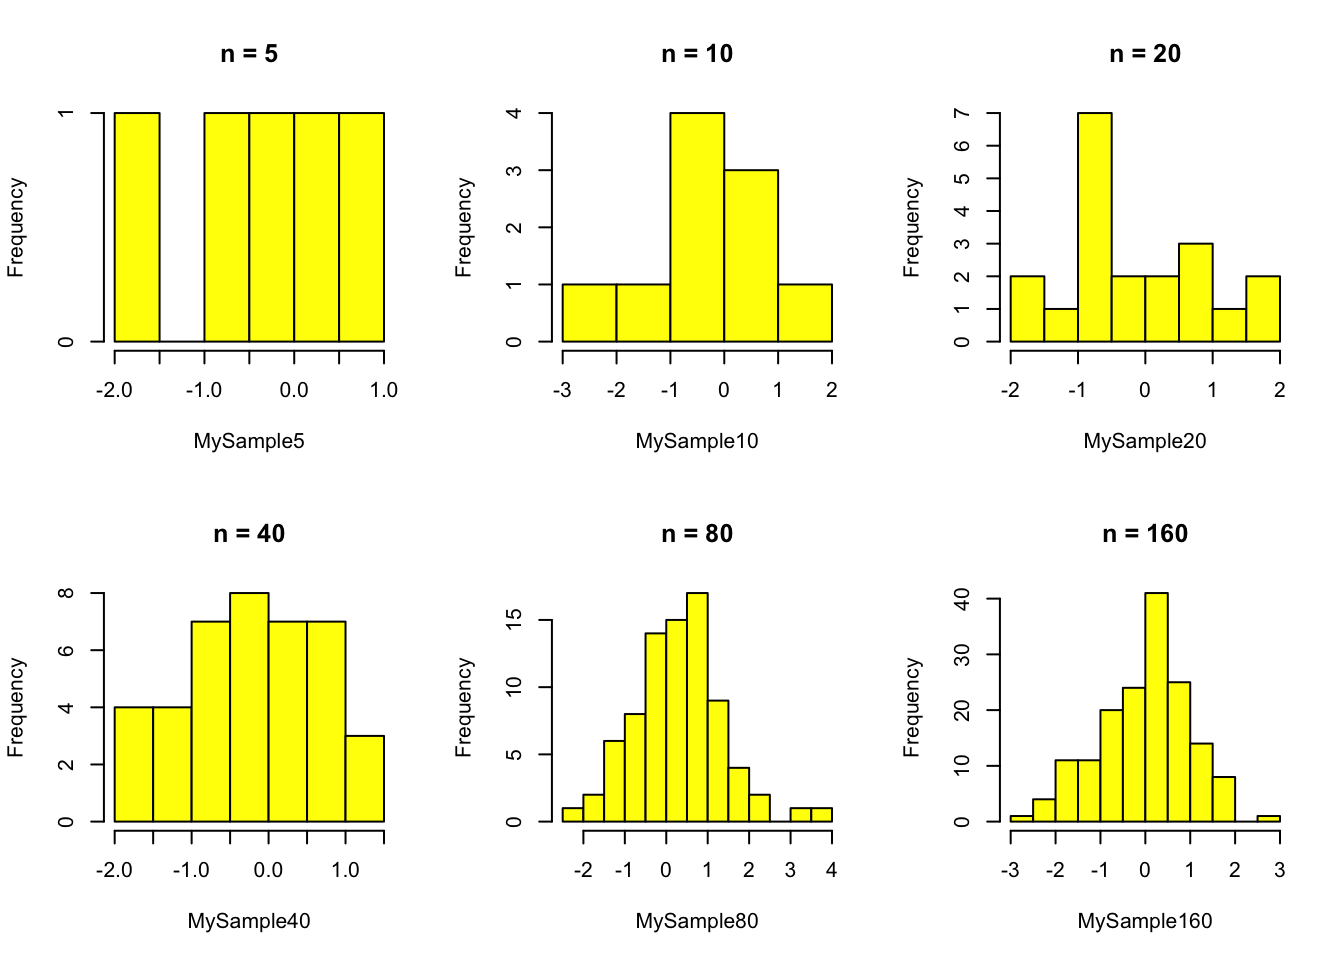 n = 5
Frequency
1
0
-2.0 -1.0 0.0 1.0
MySample5
n = 10
Frequency
4
3
2
1
0
-3 -2 -1 0 1 2
MySample10
n = 20
Frequency
7
6
5
4
3
2
1
0
-2 -1 0 1 2
MySample20
n = 40
Frequency
8
6
4
2
0
-2.0 -1.0 0.0 1.0
MySample40
n = 80
Frequency
15
10
5
0
-2 -1 0 1 2 3 4
MySample80
n = 160
Frequency
40
30
20
10
0
-3 -2 -1 0 1 2 3
MySample160